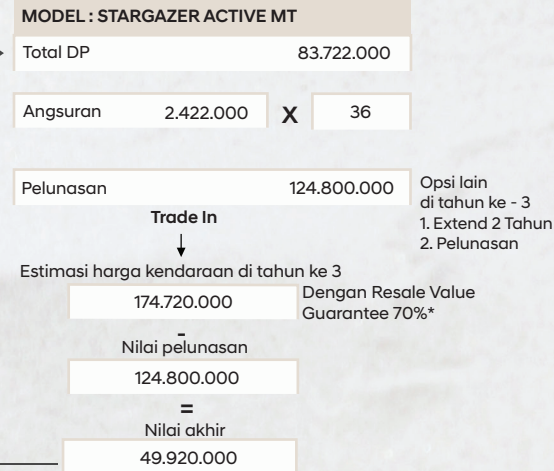 MODEL : STARGAZER ACTIVE MT
Total DP 83.722.000
Angsuran 2.422.000 X 36
Pelunasan 124.800.000
Opsi lain
di tahun ke - 3
1. Extend 2 Tahun
2. Pelunasan
Trade In
Estimasi harga kendaraan di tahun ke 3
174.720.000
Dengan Resale Value
Guarantee 70%*
-
Nilai pelunasan
124.800.000
=
Nilai akhir
49.920.000